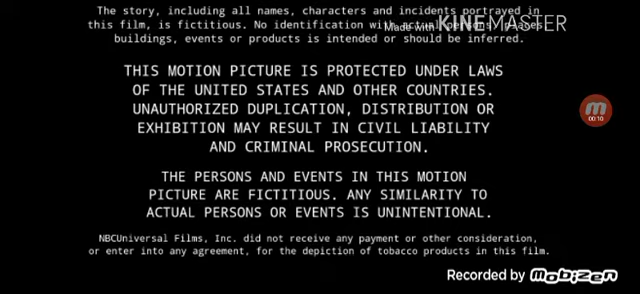 The story, including all names, characters and incidents portrayed in
this film, is fictitious. No identification with actual persons, places
Made with KINEMASTER
buildings, events or products is intended or should be inferred.
THIS MOTION PICTURE IS PROTECTED UNDER LAWS
OF THE UNITED STATES AND OTHER COUNTRIES.
UNAUTHORIZED DUPLICATION, DISTRIBUTION OR
EXHIBITION MAY RESULT IN CIVIL LIABILITY
AND CRIMINAL PROSECUTION.
00:10
THE PERSONS AND EVENTS IN THIS MOTION
PICTURE ARE FICTITIOUS. ANY SIMILARITY TO
ACTUAL PERSONS OR EVENTS IS UNINTENTIONAL.
NBCUniversal Films, Inc. did not receive any payment or other consideration,
or enter into any agreement, for the depiction of tobacco products in this film.
Recorded by Mobizen